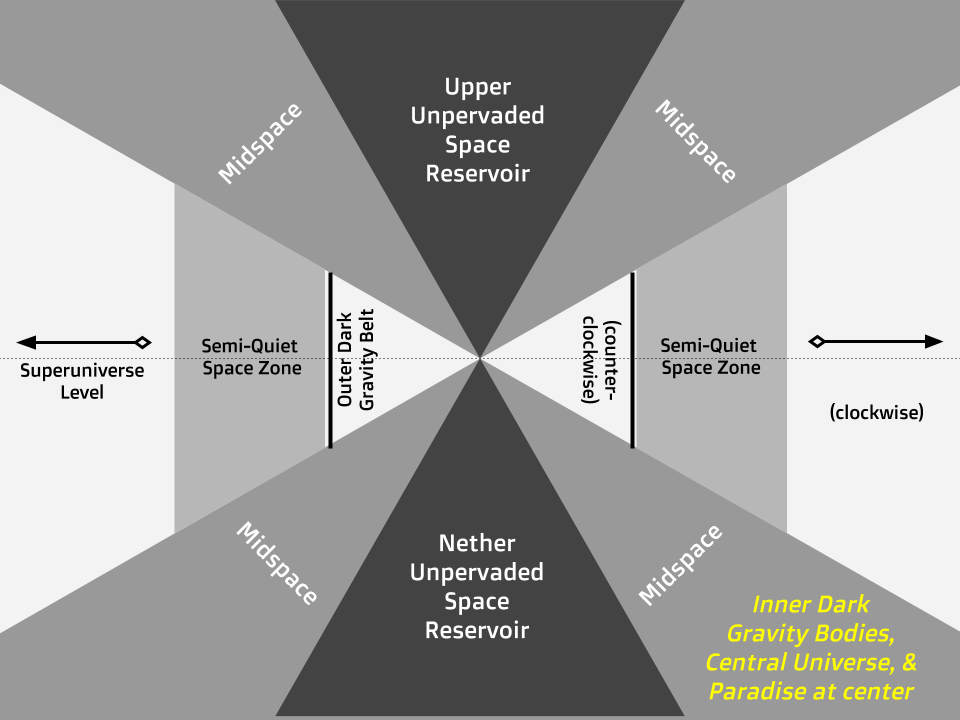 Upper
Unpervaded
Space
Reservoir
Midspace
Midspace
Superuniverse
Level
Semi-Quiet
Space Zone
Outer Dark
Gravity Belt
(counter-
clockwise)
Semi-Quiet
Space Zone
(clockwise)
Midspace
Nether
Unpervaded
Space
Reservoir
Midspace
Inner Dark
Gravity Bodies,
Central Universe, &
Paradise at center